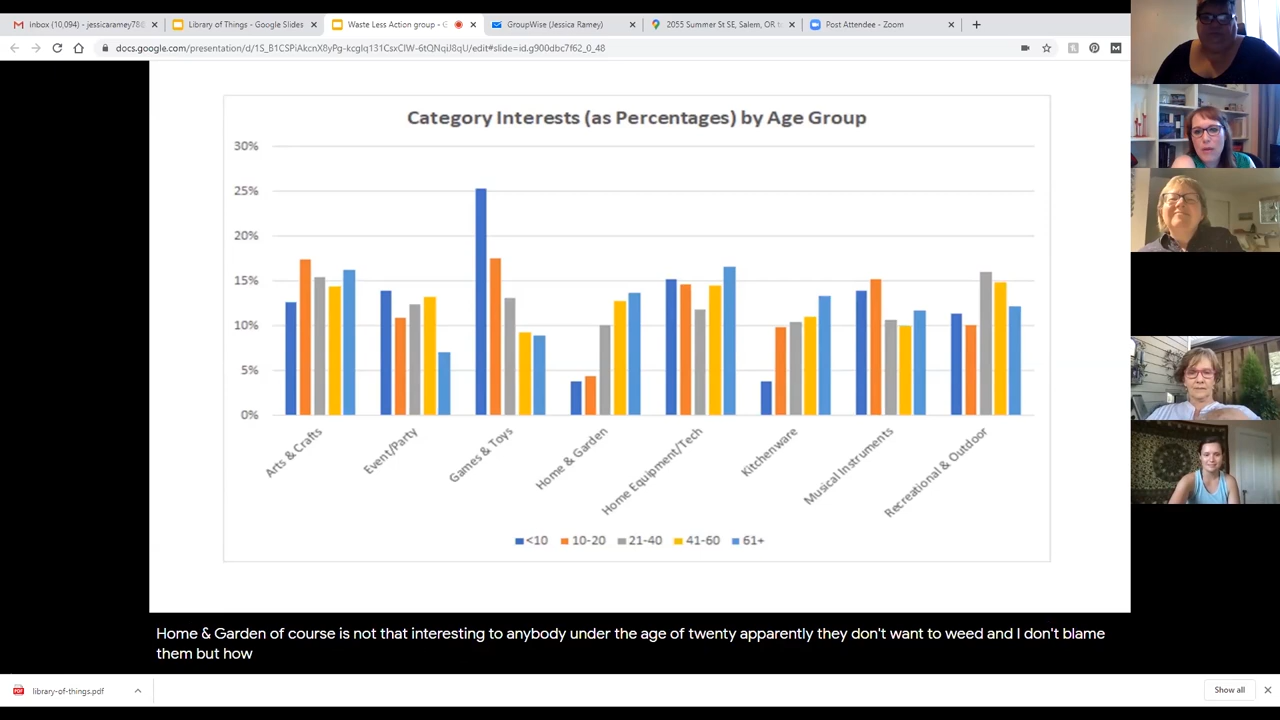 Inbox (10,094) - jessicaramey788
Library of Things - Google Slides
Waste Less Action group - G
GroupWise (Jessica Ramey)
2055 Summer St SE, Salem, OR
Post Attendee - Zoom
Category Interests (as Percentages) by Age Group
30%
25%
20%
15%
10%
5%
0%
Arts & Crafts
Event/Party
Games & Toys
Home & Garden
Home Equipment/Tech
Kitchenware
Musical Instruments
Recreational & Outdoor
<10 10-20 21-40 41-60 61+
Home & Garden of course is not that interesting to anybody under the age of twenty apparently they don't want to weed and I don't blame
them but how
library-of-things.pdf
Show all